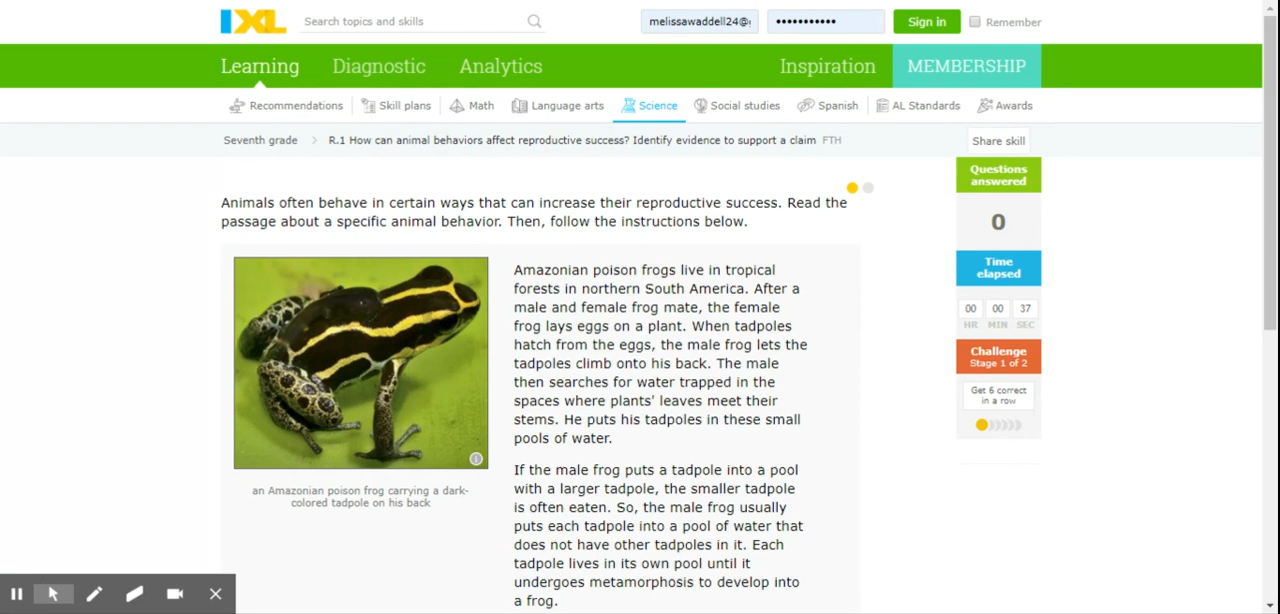 IXL
Search topics and skills
melissawaddell24@
•••••••••••
Sign in
Remember
Learning
Diagnostic
Analytics
Inspiration
MEMBERSHIP
Recommendations
Skill plans
Math
Language arts
Science
Social studies
Spanish
AL Standards
Awards
Seventh grade
R.1 How can animal behaviors affect reproductive success? Identify evidence to support a claim FTH
Share skill
Animals often behave in certain ways that can increase their reproductive success. Read the
passage about a specific animal behavior. Then, follow the instructions below.
Amazonian poison frogs live in tropical
forests in northern South America. After a
male and female frog mate, the female
frog lays eggs on a plant. When tadpoles
hatch from the eggs, the male frog lets the
tadpoles climb onto his back. The male
then searches for water trapped in the
spaces where plants' leaves meet their
stems. He puts his tadpoles in these small
pools of water.
an Amazonian poison frog carrying a dark-
colored tadpole on his back
If the male frog puts a tadpole into a pool
with a larger tadpole, the smaller tadpole
is often eaten. So, the male frog usually
puts each tadpole into a pool of water that
does not have other tadpoles in it. Each
tadpole lives in its own pool until it
undergoes metamorphosis to develop into
a frog.
Questions
answered
0
Time
elapsed
00 00 37
HR MIN SEC
Challenge
Stage 1 of 2
Get 6 correct
in a row